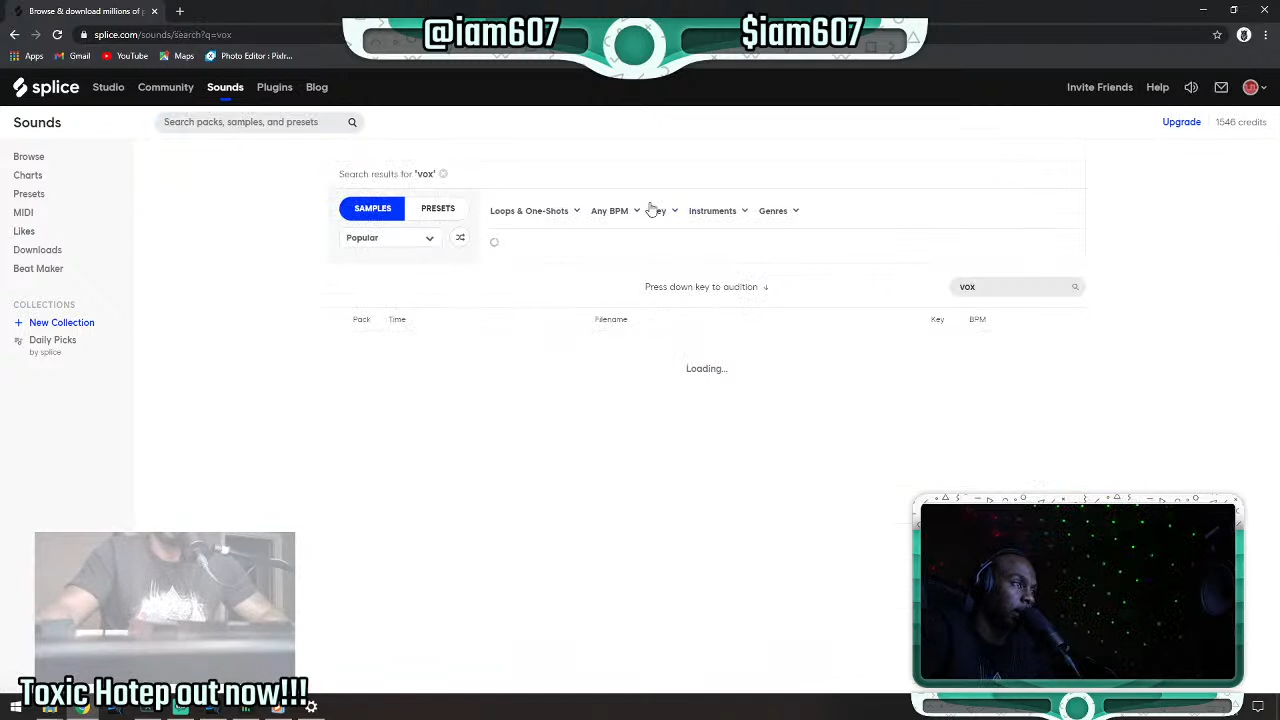 Browse & download millions of
@iam607
$iam607
splice.com/sounds/search?q=vox
Apps
Gmail
YouTube
Maps
Photo Editor : Pixlr...
splice
Studio
Community
Sounds
Plugins
Blog
Invite Friends
Help
Sounds
Search packs, samples, and presets
Upgrade
1546 credits
Browse
Charts
Presets
MIDI
Likes
Downloads
Beat Maker
COLLECTIONS
+ New Collection
Daily Picks
by splice
Search results for 'vox'
SAMPLES
PRESETS
Loops & One-Shots
Any BPM
Instruments
Genres
Popular
Press down key to audition ↓
vox
Pack
Time
Filename
Key
BPM
Loading...
Toxic Hotep out now!!!